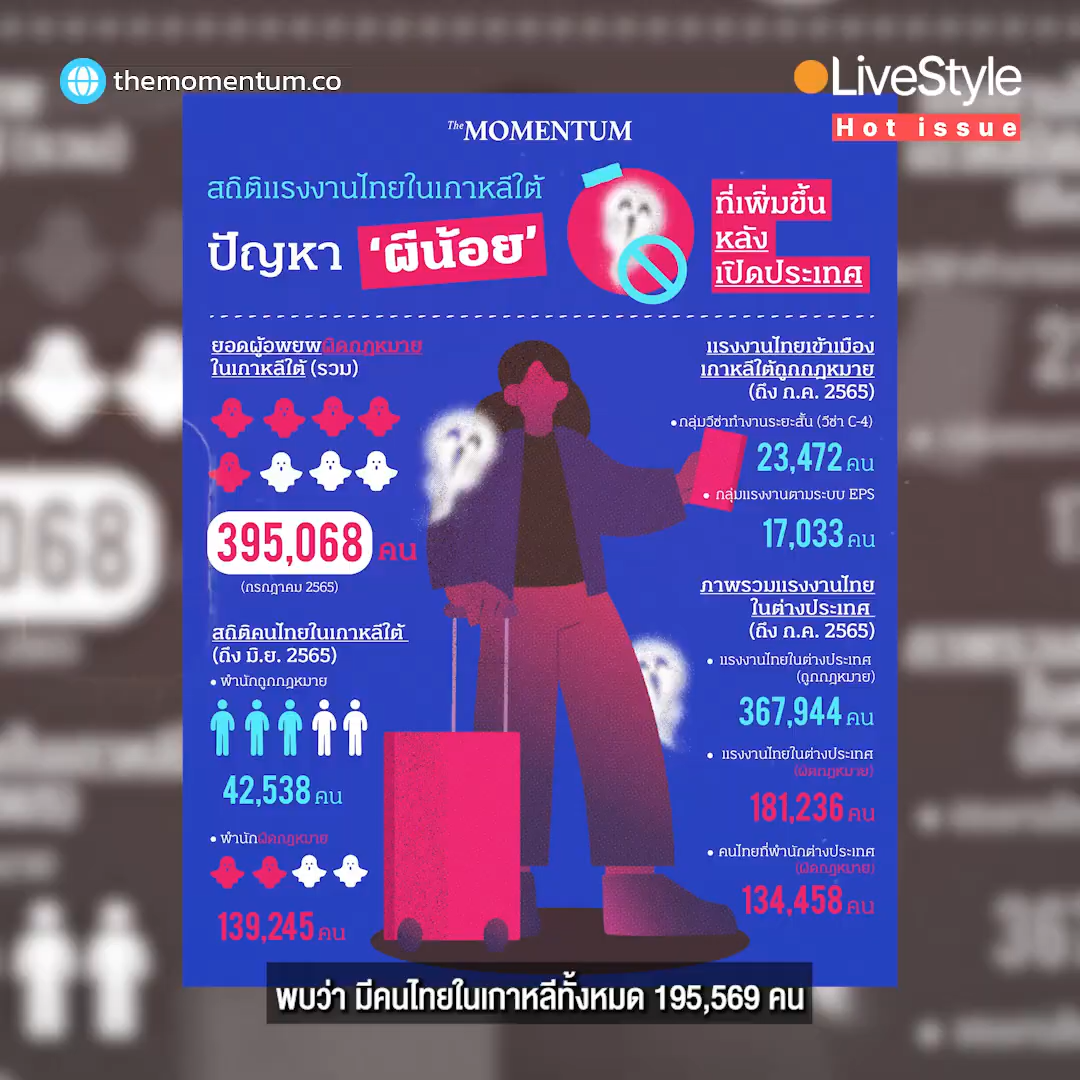 themomentum.co
LiveStyle
Hot issue
The MOMENTUM
สถิติแรงงานไทยในเกาหลีใต้
ปัญหา ‘ผีน้อย’
ที่เพิ่มขึ้น
หลัง
เปิดประเทศ
ยอดผู้อพยพผิดกฎหมาย
ในเกาหลีใต้ (รวม)
395,068 คน
(กรกฎาคม 2565)
สถิติคนไทยในเกาหลีใต้
(ถึง มิ.ย. 2565)
• พำนักถูกกฎหมาย
42,538 คน
• พำนักผิดกฎหมาย
139,245 คน
แรงงานไทยเข้าเมือง
เกาหลีใต้ถูกกฎหมาย
(ถึง ก.ค. 2565)
• กลุ่มวีซ่าทำงานระยะสั้น (วีซ่า C-4)
23,472 คน
• กลุ่มแรงงานตามระบบ EPS
17,033 คน
ภาพรวมแรงงานไทย
ในต่างประเทศ
(ถึง ก.ค. 2565)
• แรงงานไทยในต่างประเทศ
(ถูกกฎหมาย)
367,944 คน
• แรงงานไทยในต่างประเทศ
(ผิดกฎหมาย)
181,236 คน
• คนไทยที่พำนักต่างประเทศ
(ผิดกฎหมาย)
134,458 คน
พบว่า มีคนไทยในเกาหลีทั้งหมด 195,569 คน